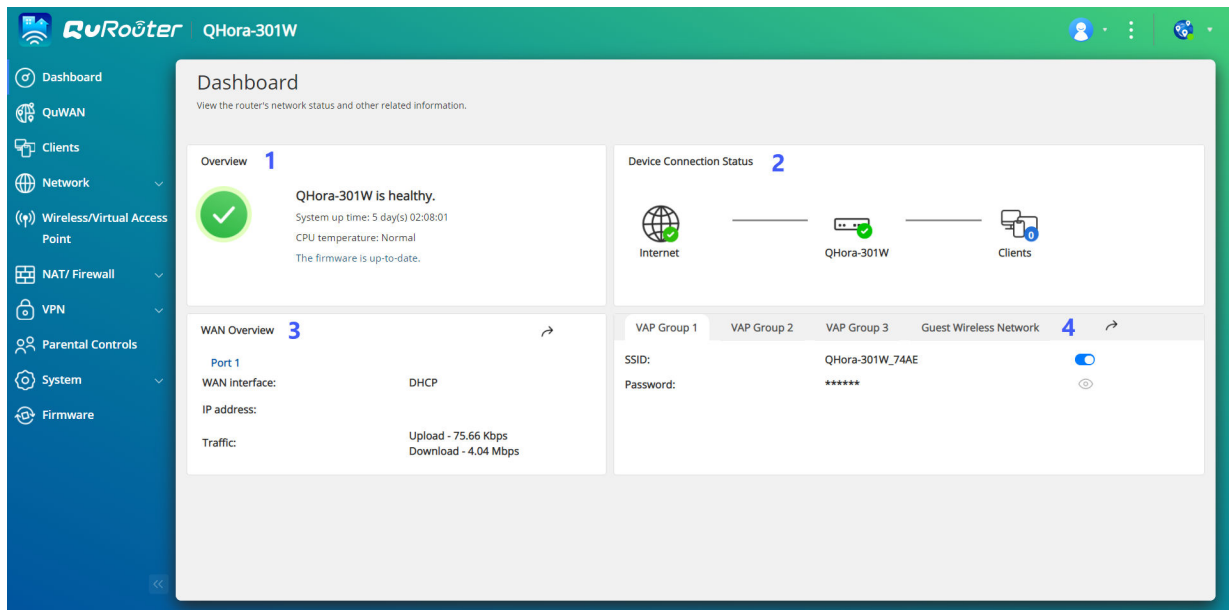 QuRouter QHora-301W
Dashboard
QuWAN
Clients
Network
Wireless/Virtual Access
Point
NAT/ Firewall
VPN
Parental Controls
System
Firmware
Dashboard
View the router's network status and other related information.
Overview 1
QHora-301W is healthy.
System up time: 5 day(s) 02:08:01
CPU temperature: Normal
The firmware is up-to-date.
Device Connection Status 2
Internet
QHora-301W
0
Clients
WAN Overview 3
Port 1
WAN interface: DHCP
IP address:
Traffic: Upload - 75.66 Kbps
Download - 4.04 Mbps
VAP Group 1 VAP Group 2 VAP Group 3 Guest Wireless Network 4
SSID: QHora-301W_74AE
Password: ******